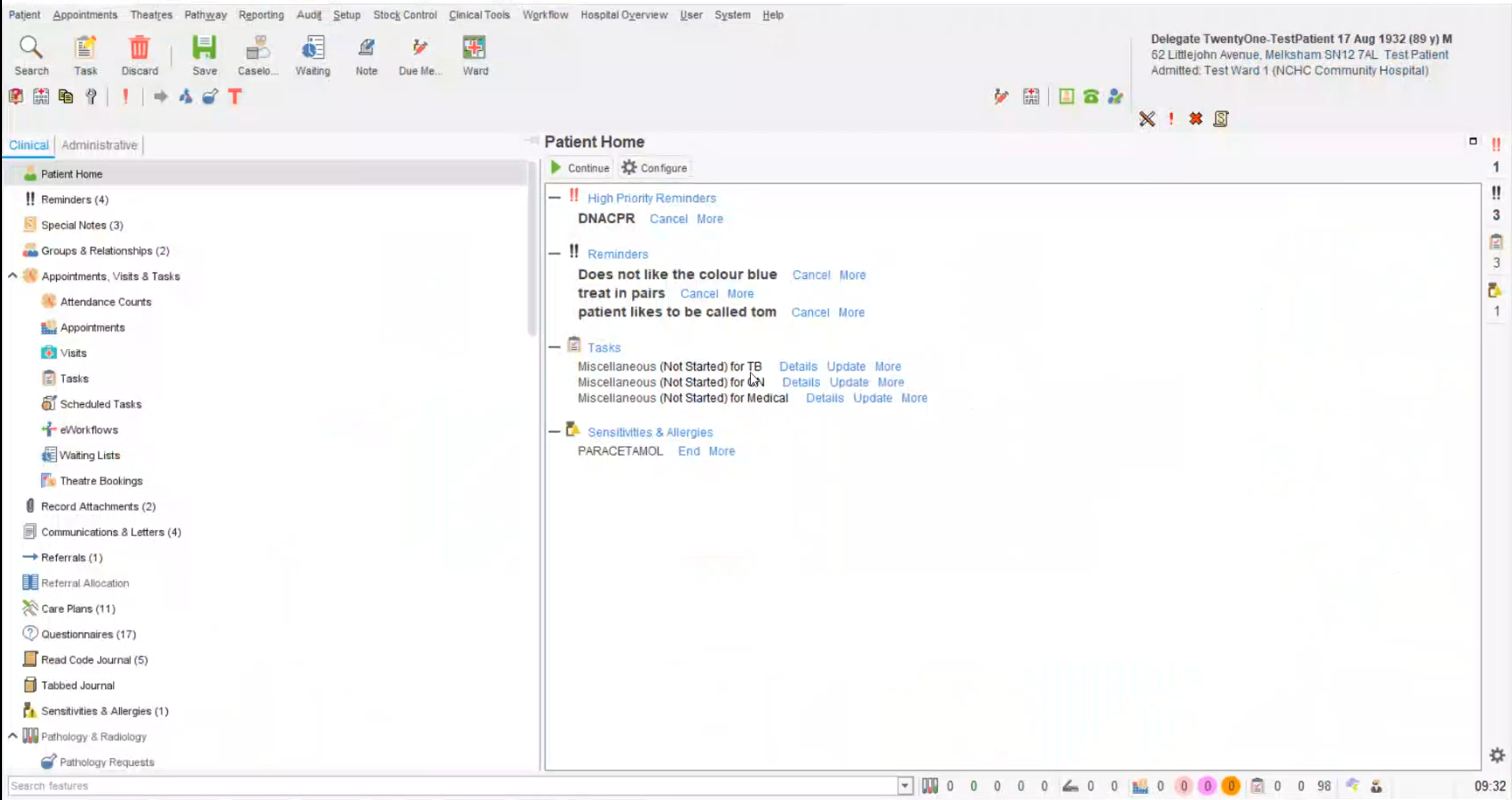 Patient Appointments Theatres Pathway Reporting Audit Setup Stock Control Clinical Tools Workflow Hospital Overview User System Help
Search Task Discard Save Caselo... Waiting Note Due Me... Ward
Delegate TwentyOne-TestPatient 17 Aug 1932 (89 y) M
62 Littlejohn Avenue, Melksham SN12 7AL Test Patient
Admitted: Test Ward 1 (NCHC Community Hospital)
Clinical Administrative
Patient Home
Reminders (4)
Special Notes (3)
Groups & Relationships (2)
Appointments, Visits & Tasks
Attendance Counts
Appointments
Visits
Tasks
Scheduled Tasks
eWorkflows
Waiting Lists
Theatre Bookings
Record Attachments (2)
Communications & Letters (4)
Referrals (1)
Referral Allocation
Care Plans (11)
Questionnaires (17)
Read Code Journal (5)
Tabbed Journal
Sensitivities & Allergies (1)
Pathology & Radiology
Pathology Requests
Patient Home
Continue Configure
High Priority Reminders
DNACPR Cancel More
Reminders
Does not like the colour blue Cancel More
treat in pairs Cancel More
patient likes to be called tom Cancel More
Tasks
Miscellaneous (Not Started) for TB Details Update More
Miscellaneous (Not Started) for Details Update More
Miscellaneous (Not Started) for Medical Details Update More
Sensitivities & Allergies
PARACETAMOL End More
1
3
3
1
Search features
0 0 0 0 0 0 0 0 0 0 0 0 0 98 09:32